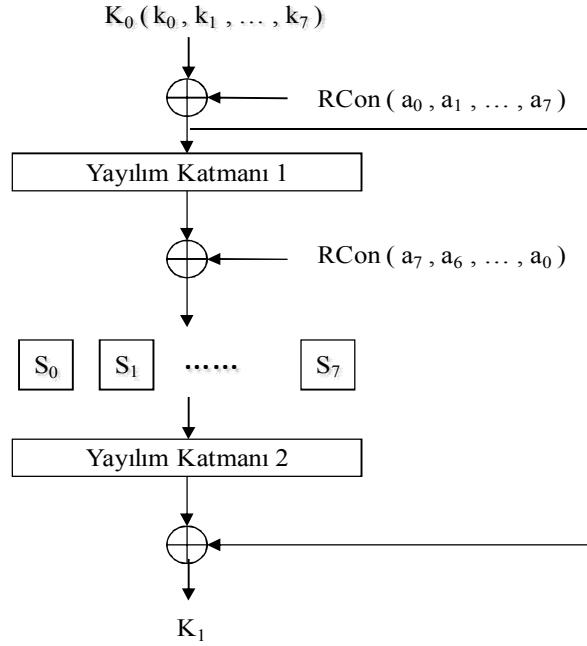 K₀ ( k₀ , k₁ , … , k₇ )
RCon ( a₀ , a₁ , … , a₇ )
Yayılım Katmanı 1
RCon ( a₇ , a₆ , … , a₀ )
S₀ S₁ …… S₇
Yayılım Katmanı 2
K₁